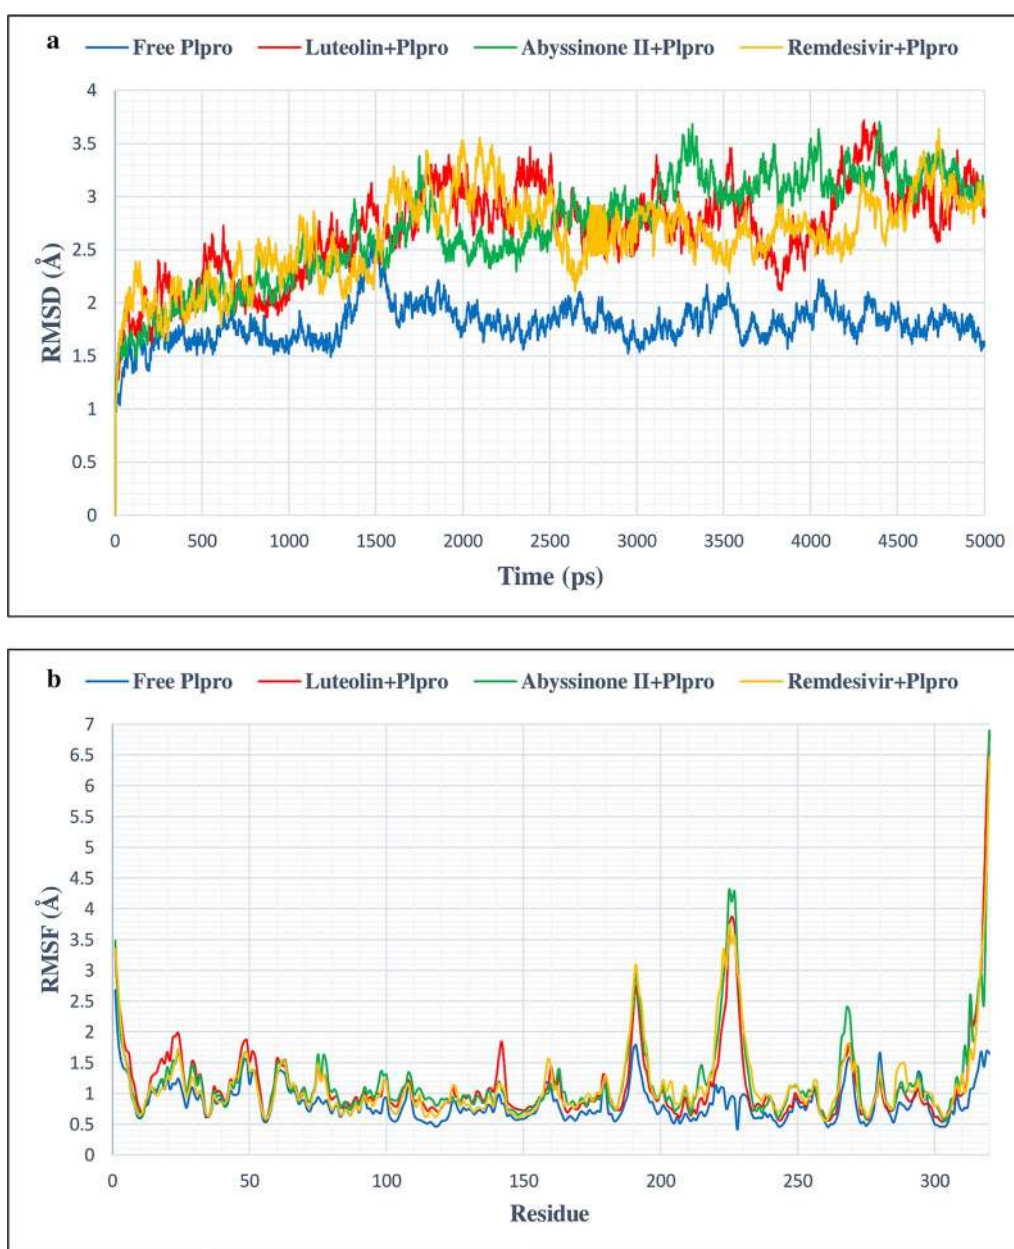 a
Free Plpro Luteolin+Plpro Abyssinone II+Plpro Remdesivir+Plpro
4
3.5
3
2.5
2
1.5
1
0.5
0
RMSD (Å)
0 500 1000 1500 2000 2500 3000 3500 4000 4500 5000
Time (ps)
b
Free Plpro Luteolin+Plpro Abyssinone II+Plpro Remdesivir+Plpro
7
6.5
6
5.5
5
4.5
4
3.5
3
2.5
2
1.5
1
0.5
0
RMSF (Å)
0 50 100 150 200 250 300
Residue